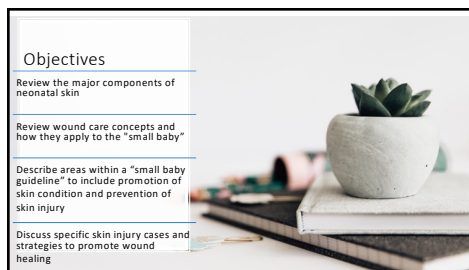 Objectives
Review the major components of
neonatal skin
Review wound care concepts and
how they apply to the "small baby"
Describe areas within a “small baby
guideline” to include promotion of
skin condition and prevention of
skin injury
Discuss specific skin injury cases and
strategies to promote wound
healing